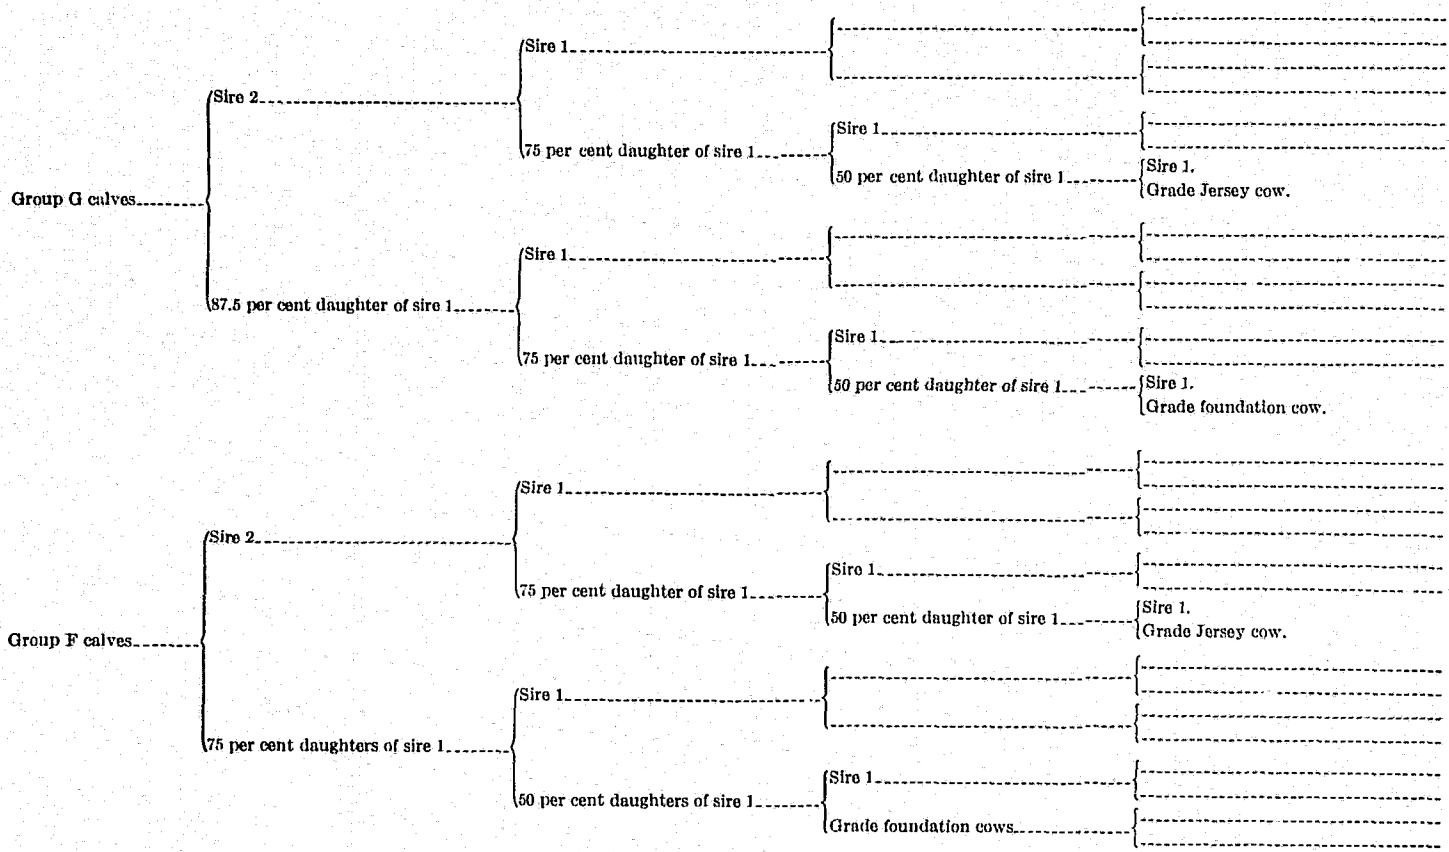 Sire 1
Sire 2
Sire 1
75 per cent daughter of sire 1
50 per cent daughter of sire 1
Sire 1.
Grade Jersey cow.
Group G calves
Sire 1
87.5 per cent daughter of sire 1
Sire 1
75 per cent daughter of sire 1
50 per cent daughter of sire 1
Sire 1.
Grade foundation cow.
Sire 1
Sire 2
Sire 1
75 per cent daughter of sire 1
50 per cent daughter of sire 1
Sire 1.
Grade Jersey cow.
Group F calves
Sire 1
75 per cent daughters of sire 1
Sire 1
50 per cent daughters of sire 1
Grade foundation cows